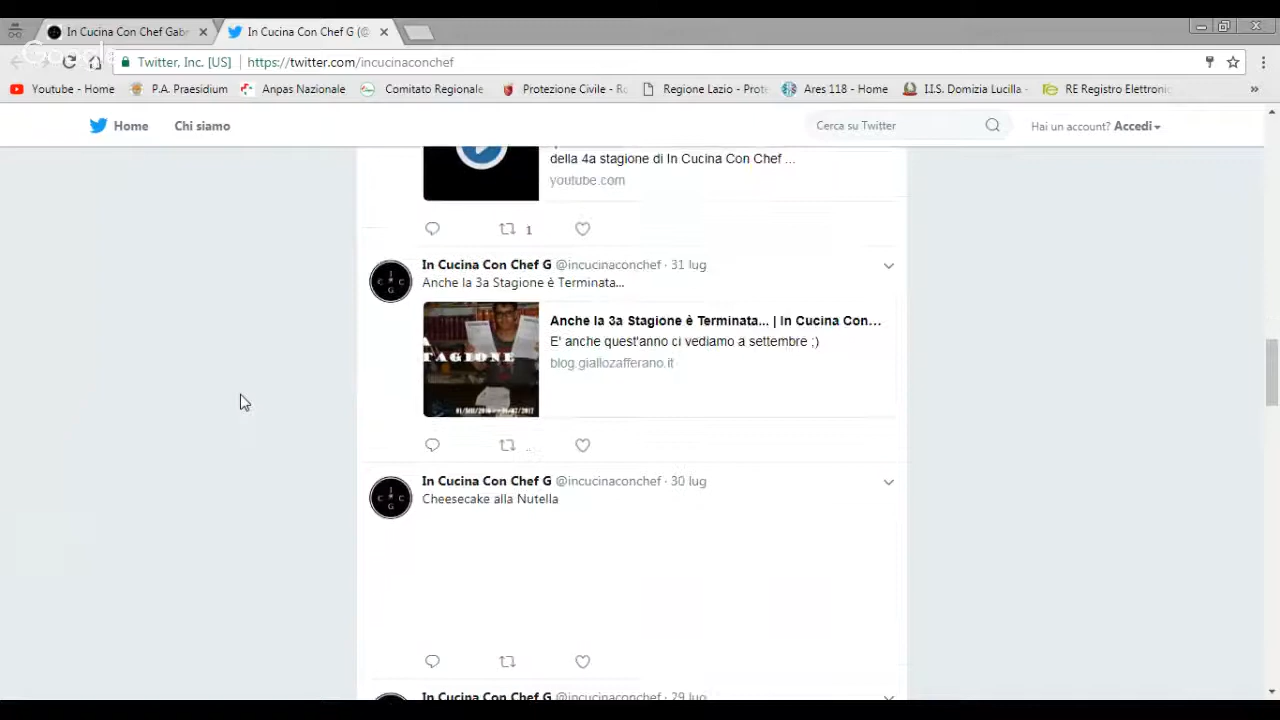 In Cucina Con Chef Gab
In Cucina Con Chef G (@
Google
Twitter, Inc. [US]
https://twitter.com/incucinaconchef
Youtube - Home
P.A. Praesidium
Anpas Nazionale
Comitato Regionale
Protezione Civile - R
Regione Lazio - Prot
Ares 118 - Home
I.I.S. Domizia Lucilla -
RE Registro Elettroni
»
Home
Chi siamo
Cerca su Twitter
Hai un account? Accedi
della 4a stagione di In Cucina Con Chef ...
youtube.com
1
In Cucina Con Chef G @incucinaconchef · 31 lug
Anche la 3a Stagione è Terminata...
TAGIONE
Anche la 3a Stagione è Terminata... | In Cucina Con...
E' anche quest'anno ci vediamo a settembre ;)
blog.giallozafferano.it
In Cucina Con Chef G @incucinaconchef · 30 lug
Cheesecake alla Nutella
In Cucina Con Chef G @incucinaconchef · 29 lug